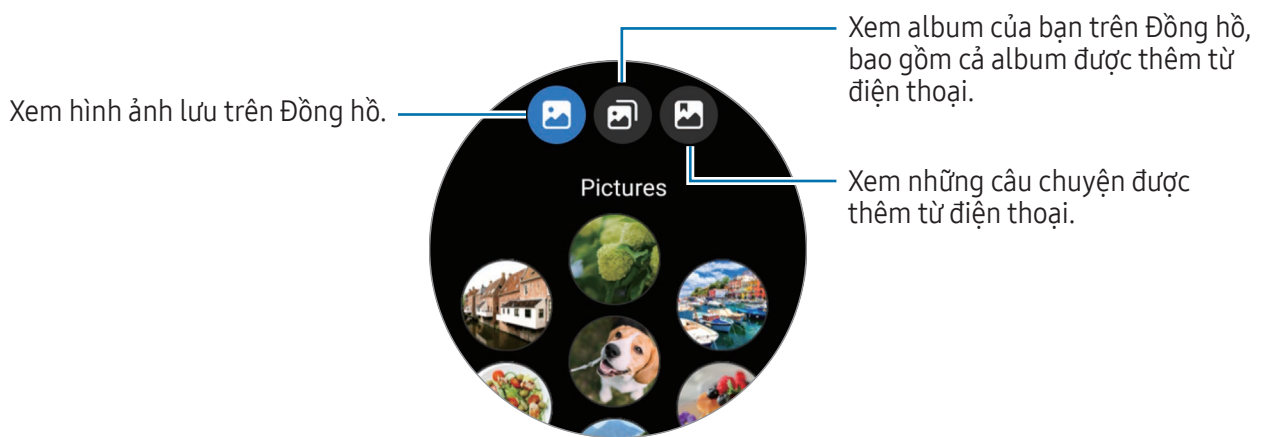 Xem hình ảnh lưu trên Đồng hồ.
Xem album của bạn trên Đồng hồ,
bao gồm cả album được thêm từ
điện thoại.
Xem những câu chuyện được
thêm từ điện thoại.
Pictures